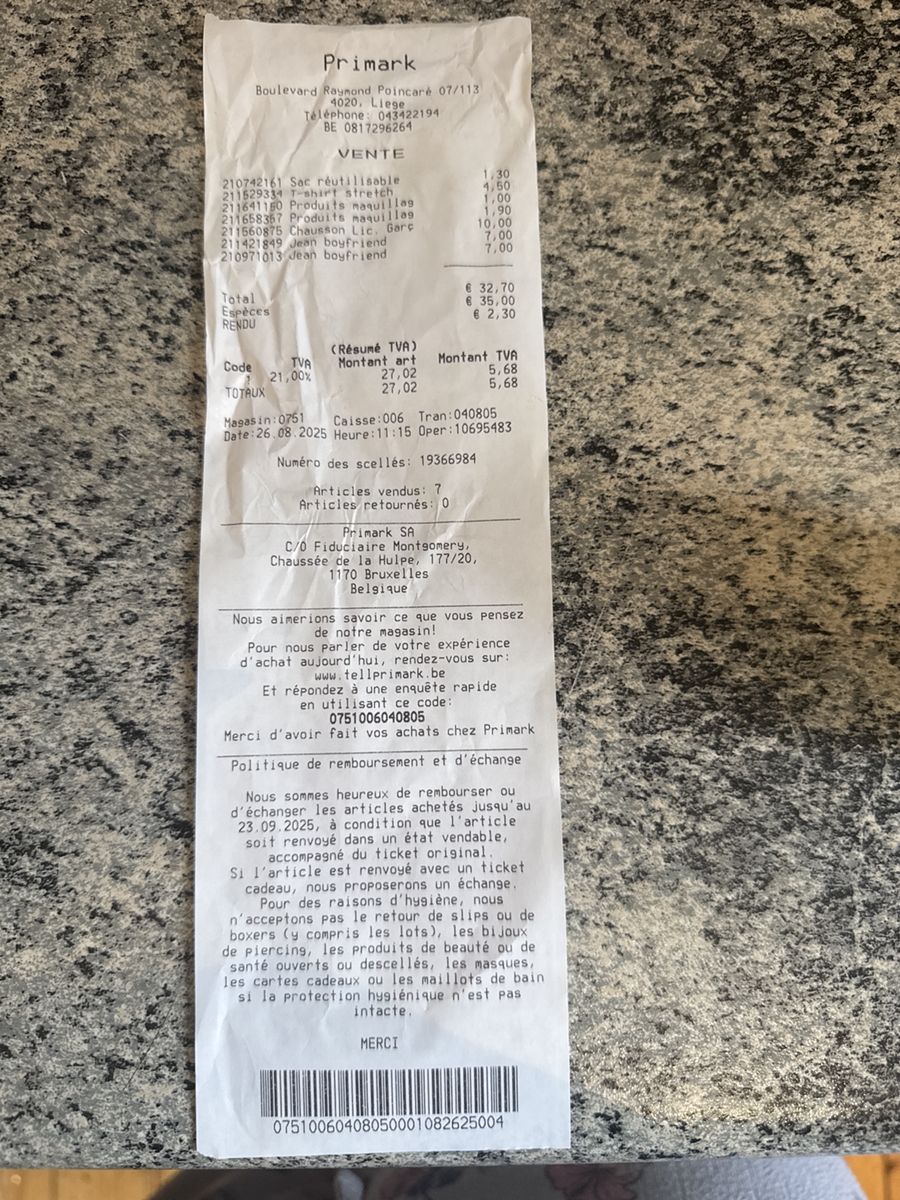 Primark
Boulevard Raymond Poincaré 07/113
4020, Liege
Téléphone: 043422194
BE 0817296264
VENTE
210742161 Sac réutilisable 1,30
211529334 T-shirt stretch 4,50
211641150 Produits maquillag 1,00
211658367 Produits maquillag 1,90
211560875 Chausson Lic. Garç 10,00
211421849 Jean boyfriend 7,00
210971013 Jean boyfriend 7,00
Total € 32,70
Espèces € 35,00
RENDU € 2,30
(Résumé TVA)
Code TVA Montant art Montant TVA
1 21,00% 27,02 5,68
TOTAUX 27,02 5,68
Magasin:0751 Caisse:006 Tran:040805
Date:26.08.2025 Heure:11:15 Oper:10695483
Numéro des scellés: 19366984
Articles vendus: 7
Articles retournés: 0
Primark SA
C/O Fiduciaire Montgomery,
Chaussée de la Hulpe, 177/20,
1170 Bruxelles
Belgique
Nous aimerions savoir ce que vous pensez
de notre magasin!
Pour nous parler de votre expérience
d'achat aujourd'hui, rendez-vous sur:
www.tellprimark.be
Et répondez à une enquête rapide
en utilisant ce code:
0751006040805
Merci d'avoir fait vos achats chez Primark
Politique de remboursement et d'échange
Nous sommes heureux de rembourser ou
d'échanger les articles achetés jusqu'au
23.09.2025, à condition que l'article
soit renvoyé dans un état vendable,
accompagné du ticket original.
Si l'article est renvoyé avec un ticket
cadeau, nous proposerons un échange.
Pour des raisons d'hygiène, nous
n'acceptons pas le retour de slips ou de
boxers (y compris les lots), les bijoux
de piercing, les produits de beauté ou de
santé ouverts ou descellés, les masques,
les cartes cadeaux ou les maillots de bain
si la protection hygiénique n'est pas
intacte.
MERCI
07510060408050001082625004